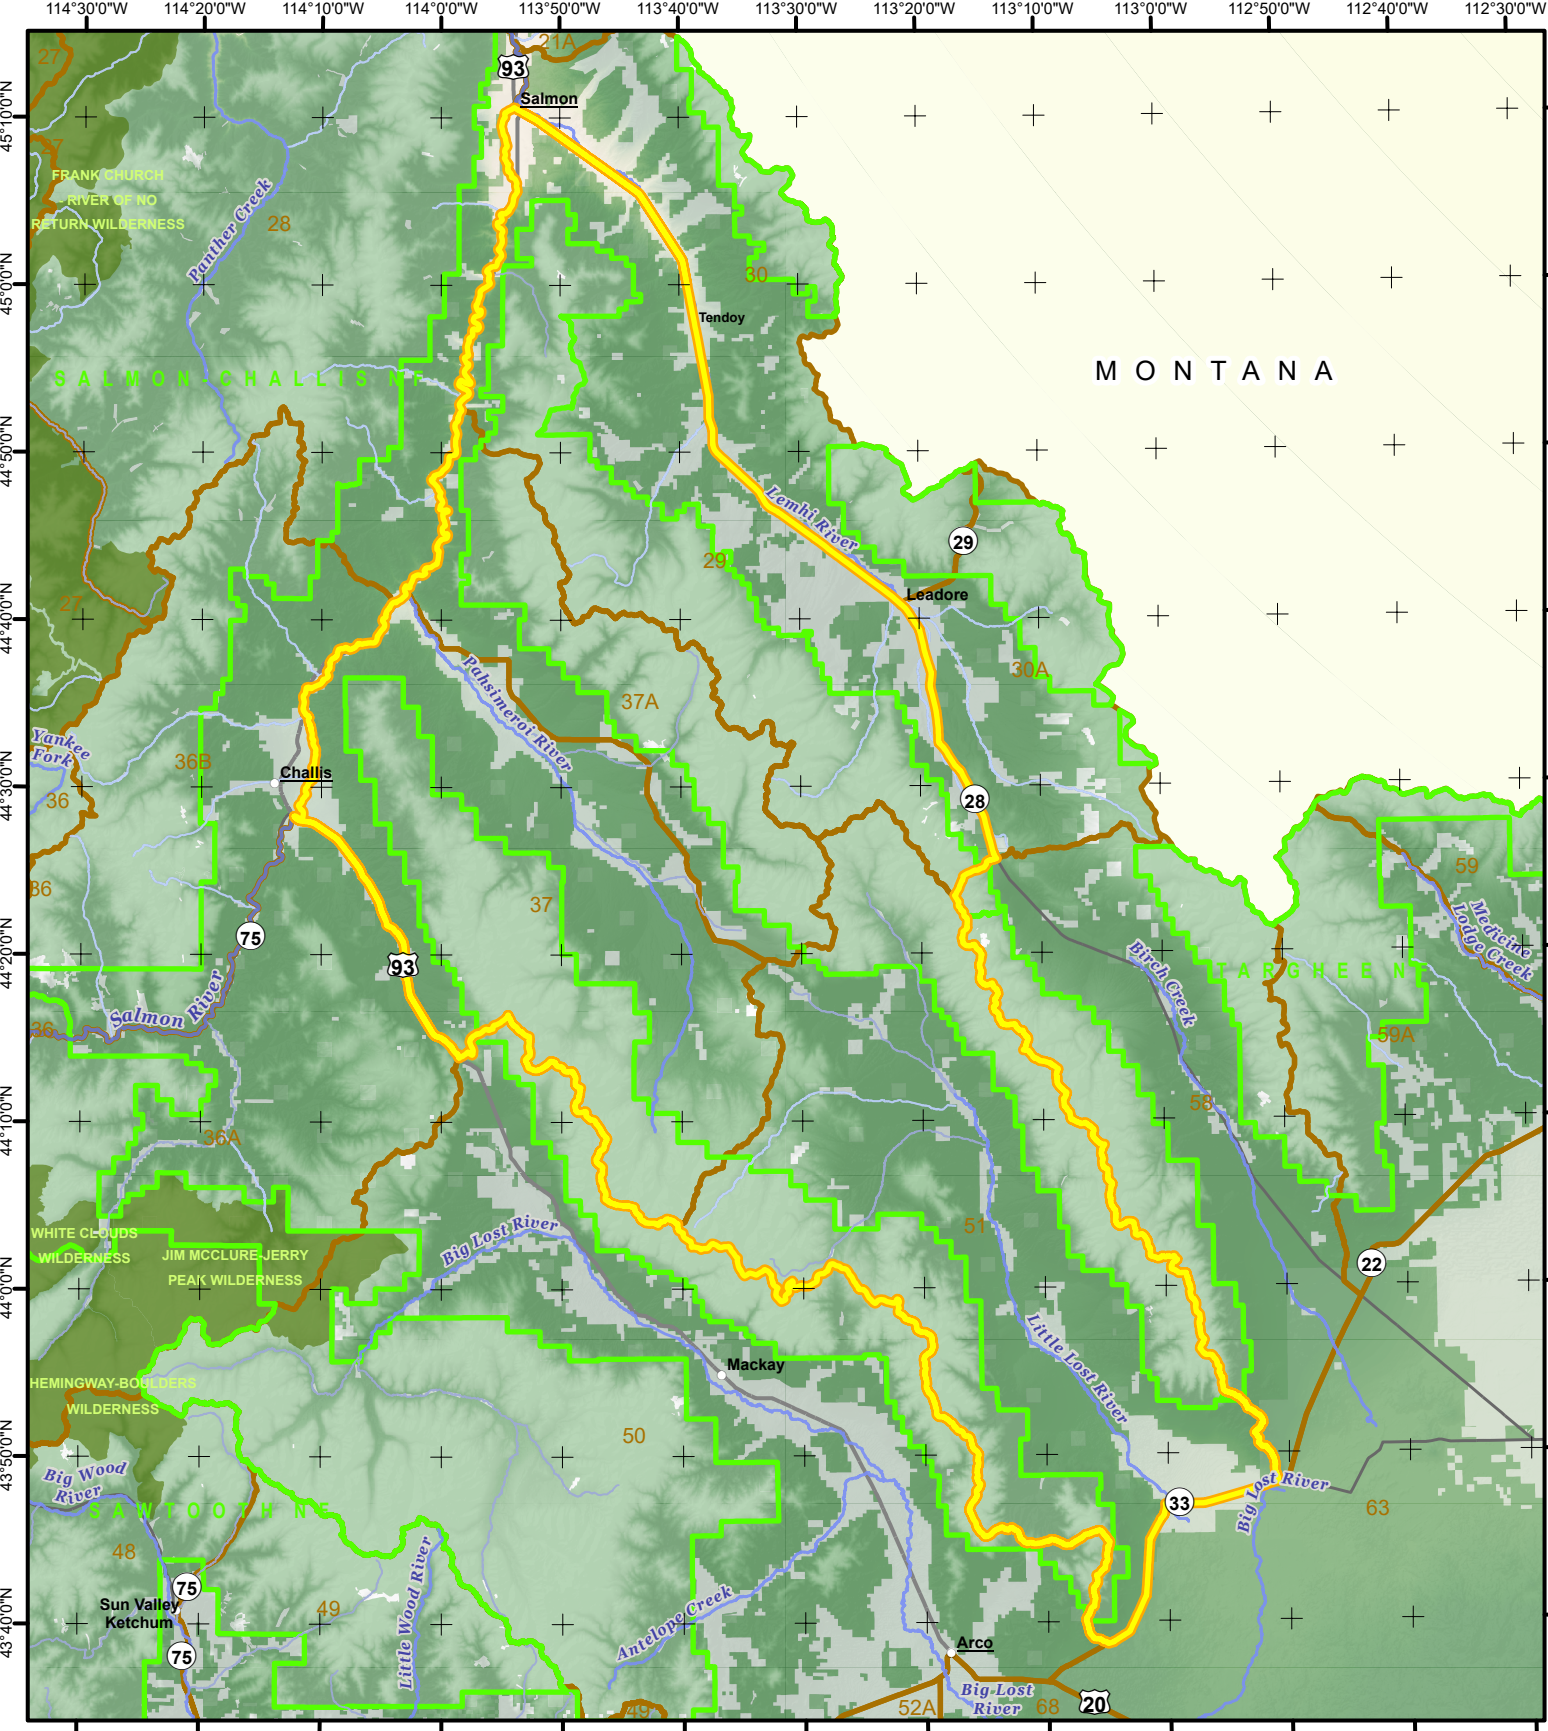 114°30'0"W 114°20'0"W 114°10'0"W 114°0'0"W 113°50'0"W 113°40'0"W 113°30'0"W 113°20'0"W 113°10'0"W 113°0'0"W 112°50'0"W 112°40'0"W 112°30'0"W
27
21A
93
Salmon
45°10'0"N
27
FRANK CHURCH
RIVER OF NO
RETURN WILDERNESS
28
Panther Creek
30
45°0'0"N
Tendoy
MONTANA
SALMON-CHALLIS NF
44°50'0"N
Lemhi River
29
29
27
Leadore
44°40'0"N
30A
Pahsimeroi River
37A
Yankee
Fork
36B
Challis
36
28
44°30'0"N
59
36
37
Medicine
Lodge Creek
75
93
Birch Creek
44°20'0"N
TARGHEE NF
Salmon River
36
59A
58
44°10'0"N
36A
51
Big Lost River
WHITE CLOUDS
WILDERNESS
JIM MCCLURE-JERRY
PEAK WILDERNESS
22
44°0'0"N
Little Lost River
Mackay
HEMINGWAY-BOULDERS
WILDERNESS
50
43°50'0"N
Big Wood
River
Big Lost River
33
63
SAWTOOTH NF
Big Lost River
48
Little Wood River
75
Sun Valley
Ketchum
49
Antelope Creek
43°40'0"N
Arco
75
Big Lost
River
49
52A
68
20